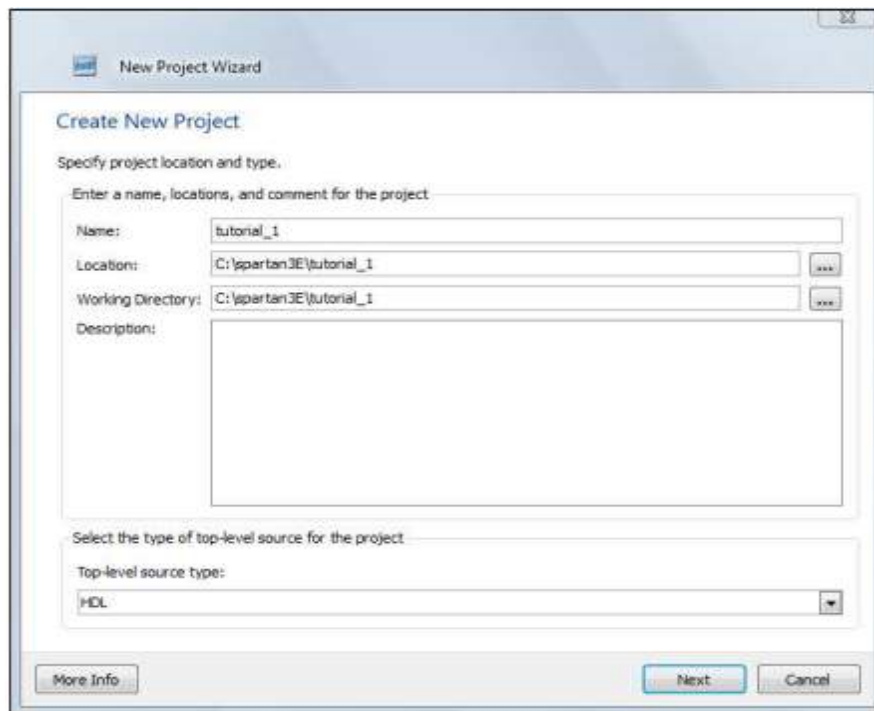 New Project Wizard
Create New Project
Specify project location and type.
Enter a name, locations, and comment for the project
Name: tutorial_1
Location: C:\spartan3E\tutorial_1 ...
Working Directory: C:\spartan3E\tutorial_1 ...
Description:
Select the type of top-level source for the project
Top-level source type:
HDL
More Info Next Cancel